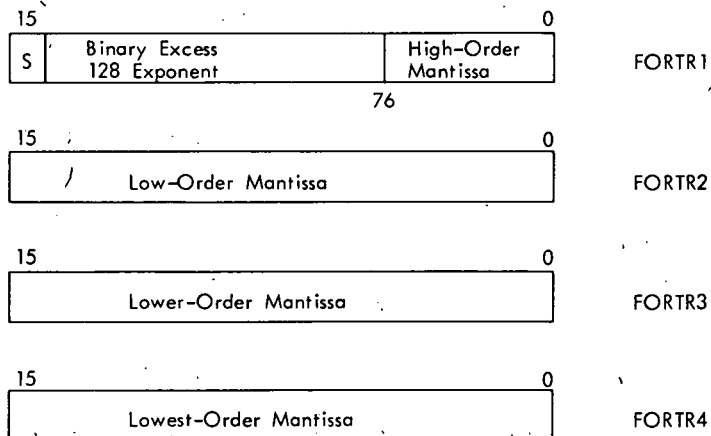 15 0
S Binary Excess 128 Exponent High-Order Mantissa FORTR1
76
15 0
Low-Order Mantissa FORTR2
15 0
Lower-Order Mantissa FORTR3
15 0
Lowest-Order Mantissa FORTR4